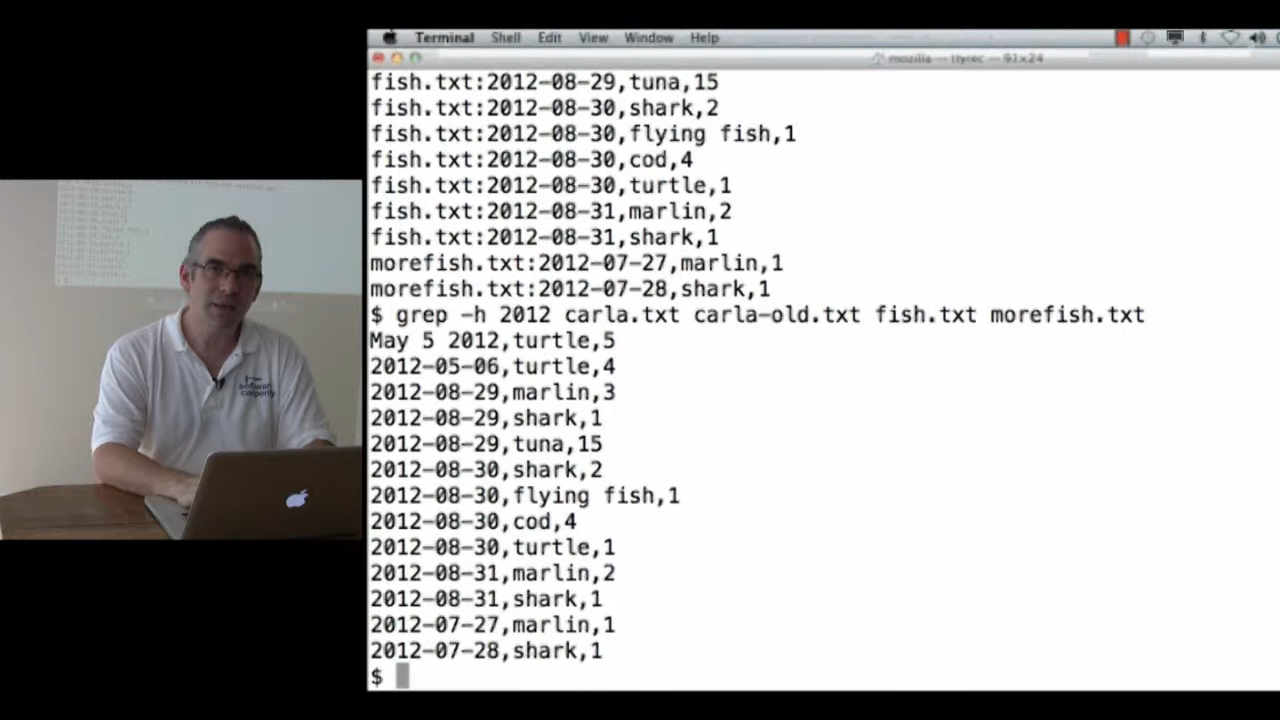 Terminal Shell Edit View Window Help
mozilla — ttyrec — 91×24
fish.txt:2012-08-29,tuna,15
fish.txt:2012-08-30,shark,2
fish.txt:2012-08-30,flying fish,1
fish.txt:2012-08-30,cod,4
fish.txt:2012-08-30,turtle,1
fish.txt:2012-08-31,marlin,2
fish.txt:2012-08-31,shark,1
morefish.txt:2012-07-27,marlin,1
morefish.txt:2012-07-28,shark,1
$ grep -h 2012 carla.txt carla-old.txt fish.txt morefish.txt
May 5 2012,turtle,5
2012-05-06,turtle,4
2012-08-29,marlin,3
2012-08-29,shark,1
2012-08-29,tuna,15
2012-08-30,shark,2
2012-08-30,flying fish,1
2012-08-30,cod,4
2012-08-30,turtle,1
2012-08-31,marlin,2
2012-08-31,shark,1
2012-07-27,marlin,1
2012-07-28,shark,1
$
software
carpentry